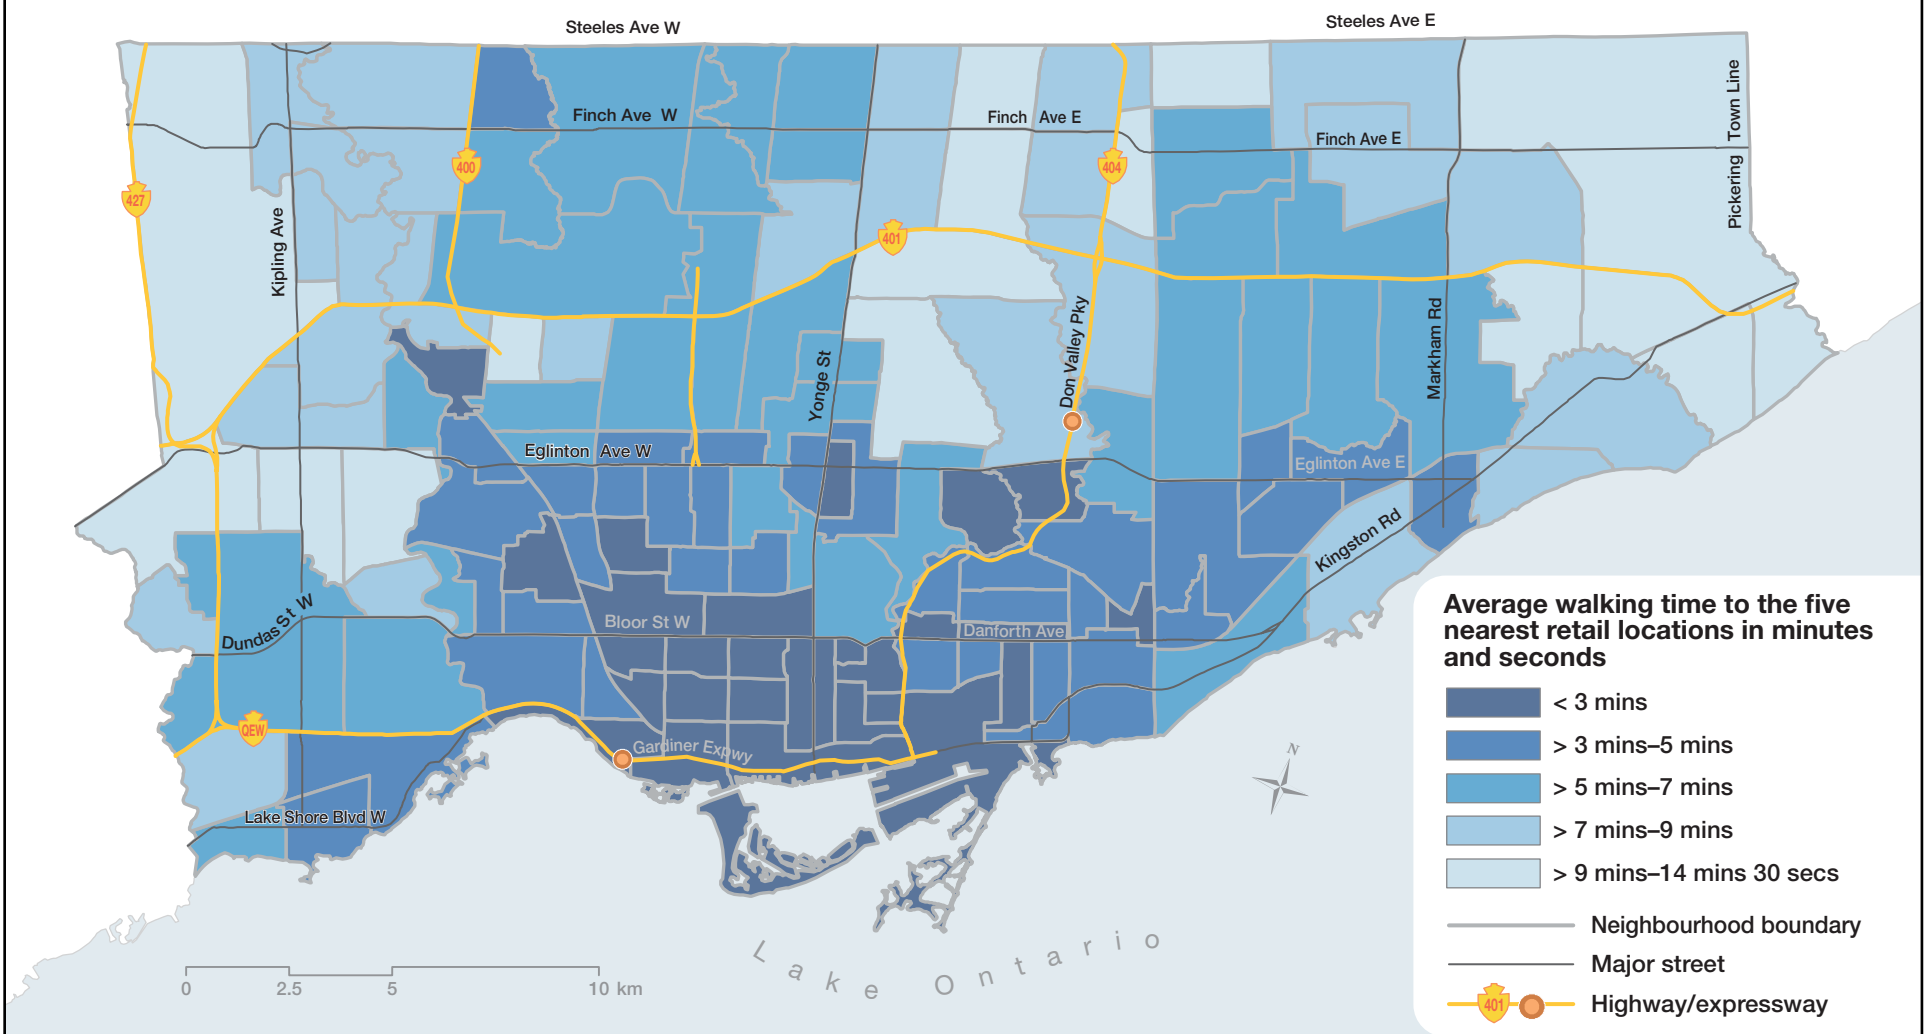 Steeles Ave W
Steeles Ave E
Finch Ave W
Finch Ave E
Finch Ave E
Pickering Town Line
400
404
427
Kipling Ave
401
Don Valley Pky
Markham Rd
Yonge St
Eglinton Ave W
Eglinton Ave E
Kingston Rd
Dundas St W
Bloor St W
Danforth Ave
QEW
Gardiner Expwy
Lake Shore Blvd W
N
Lake Ontario
0 2.5 5 10 km
Average walking time to the five
nearest retail locations in minutes
and seconds
< 3 mins
> 3 mins–5 mins
> 5 mins–7 mins
> 7 mins–9 mins
> 9 mins–14 mins 30 secs
Neighbourhood boundary
Major street
401 Highway/expressway